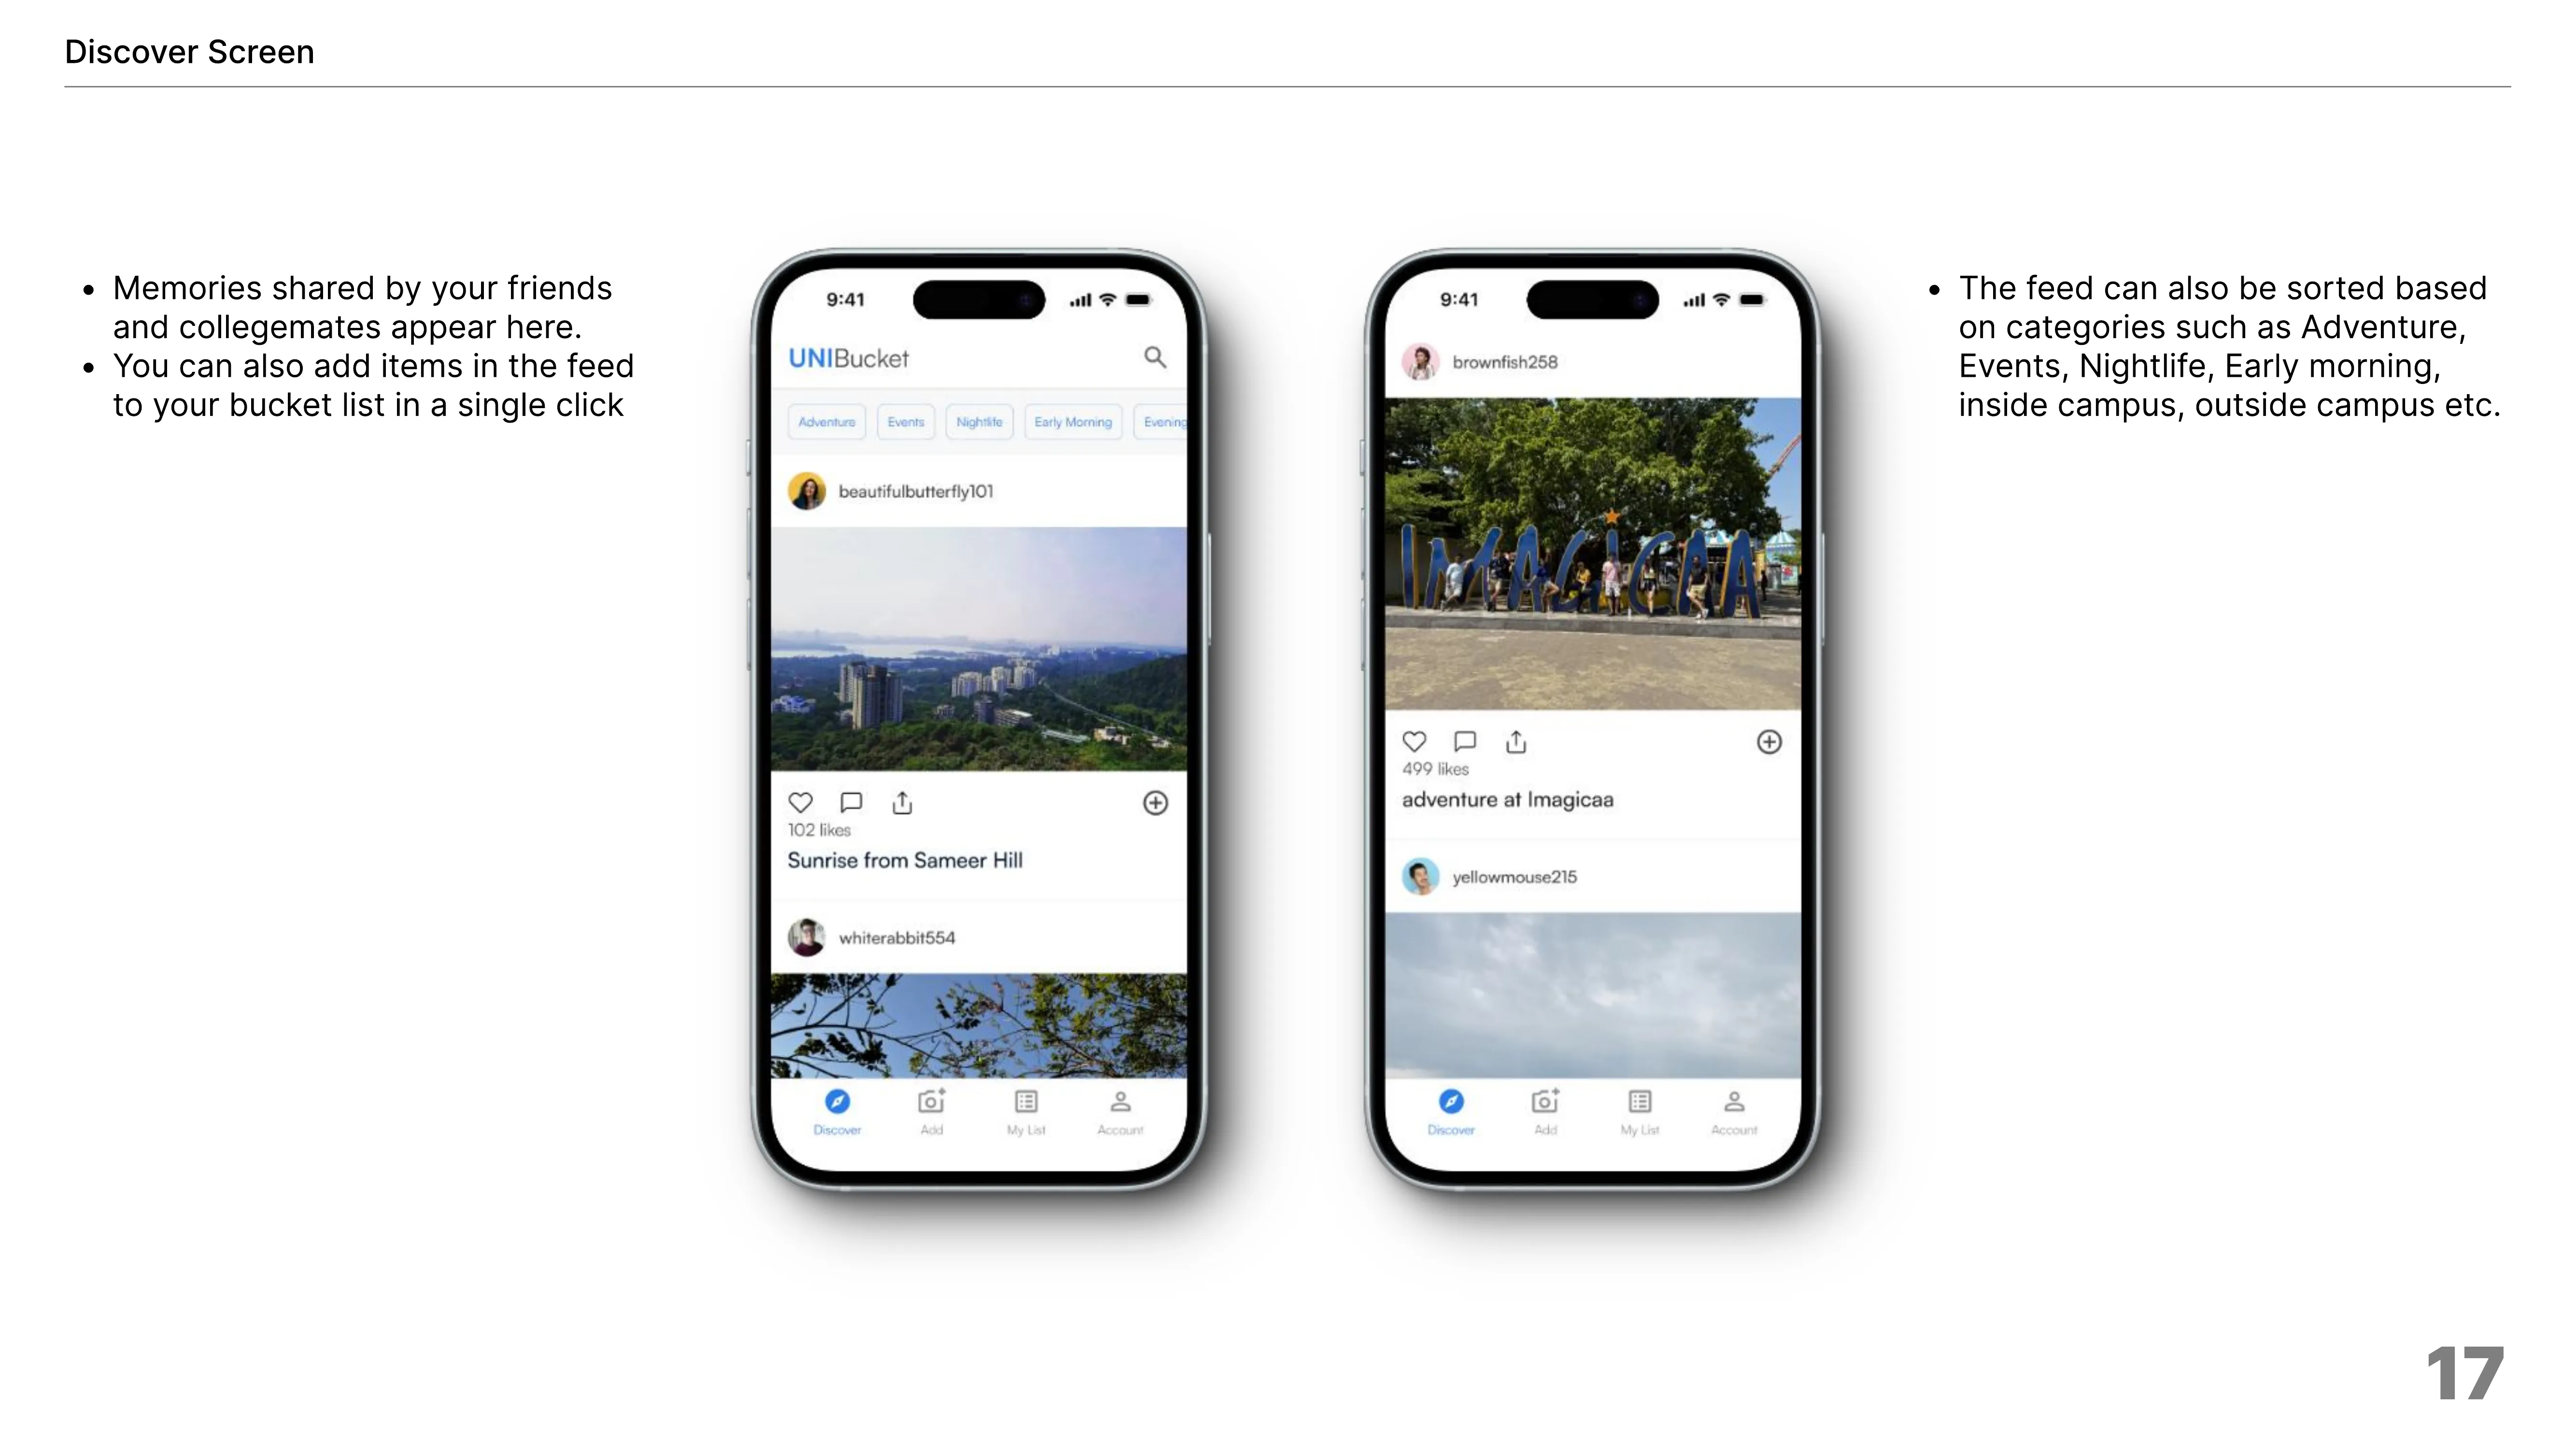 Discover Screen
Memories shared by your friends
and collegemates appear here.
You can also add items in the feed
to your bucket list in a single click
9:41
UNIBucket
Adventure Events Nightlife Early Morning Evening
beautifulbutterfly101
102 likes
Sunrise from Sameer Hill
whiterabbit554
Discover Add My List Account
9:41
brownfish258
IMAGICAA
499 likes
adventure at Imagicaa
yellowmouse215
Discover Add My List Account
The feed can also be sorted based
on categories such as Adventure,
Events, Nightlife, Early morning,
inside campus, outside campus etc.
17